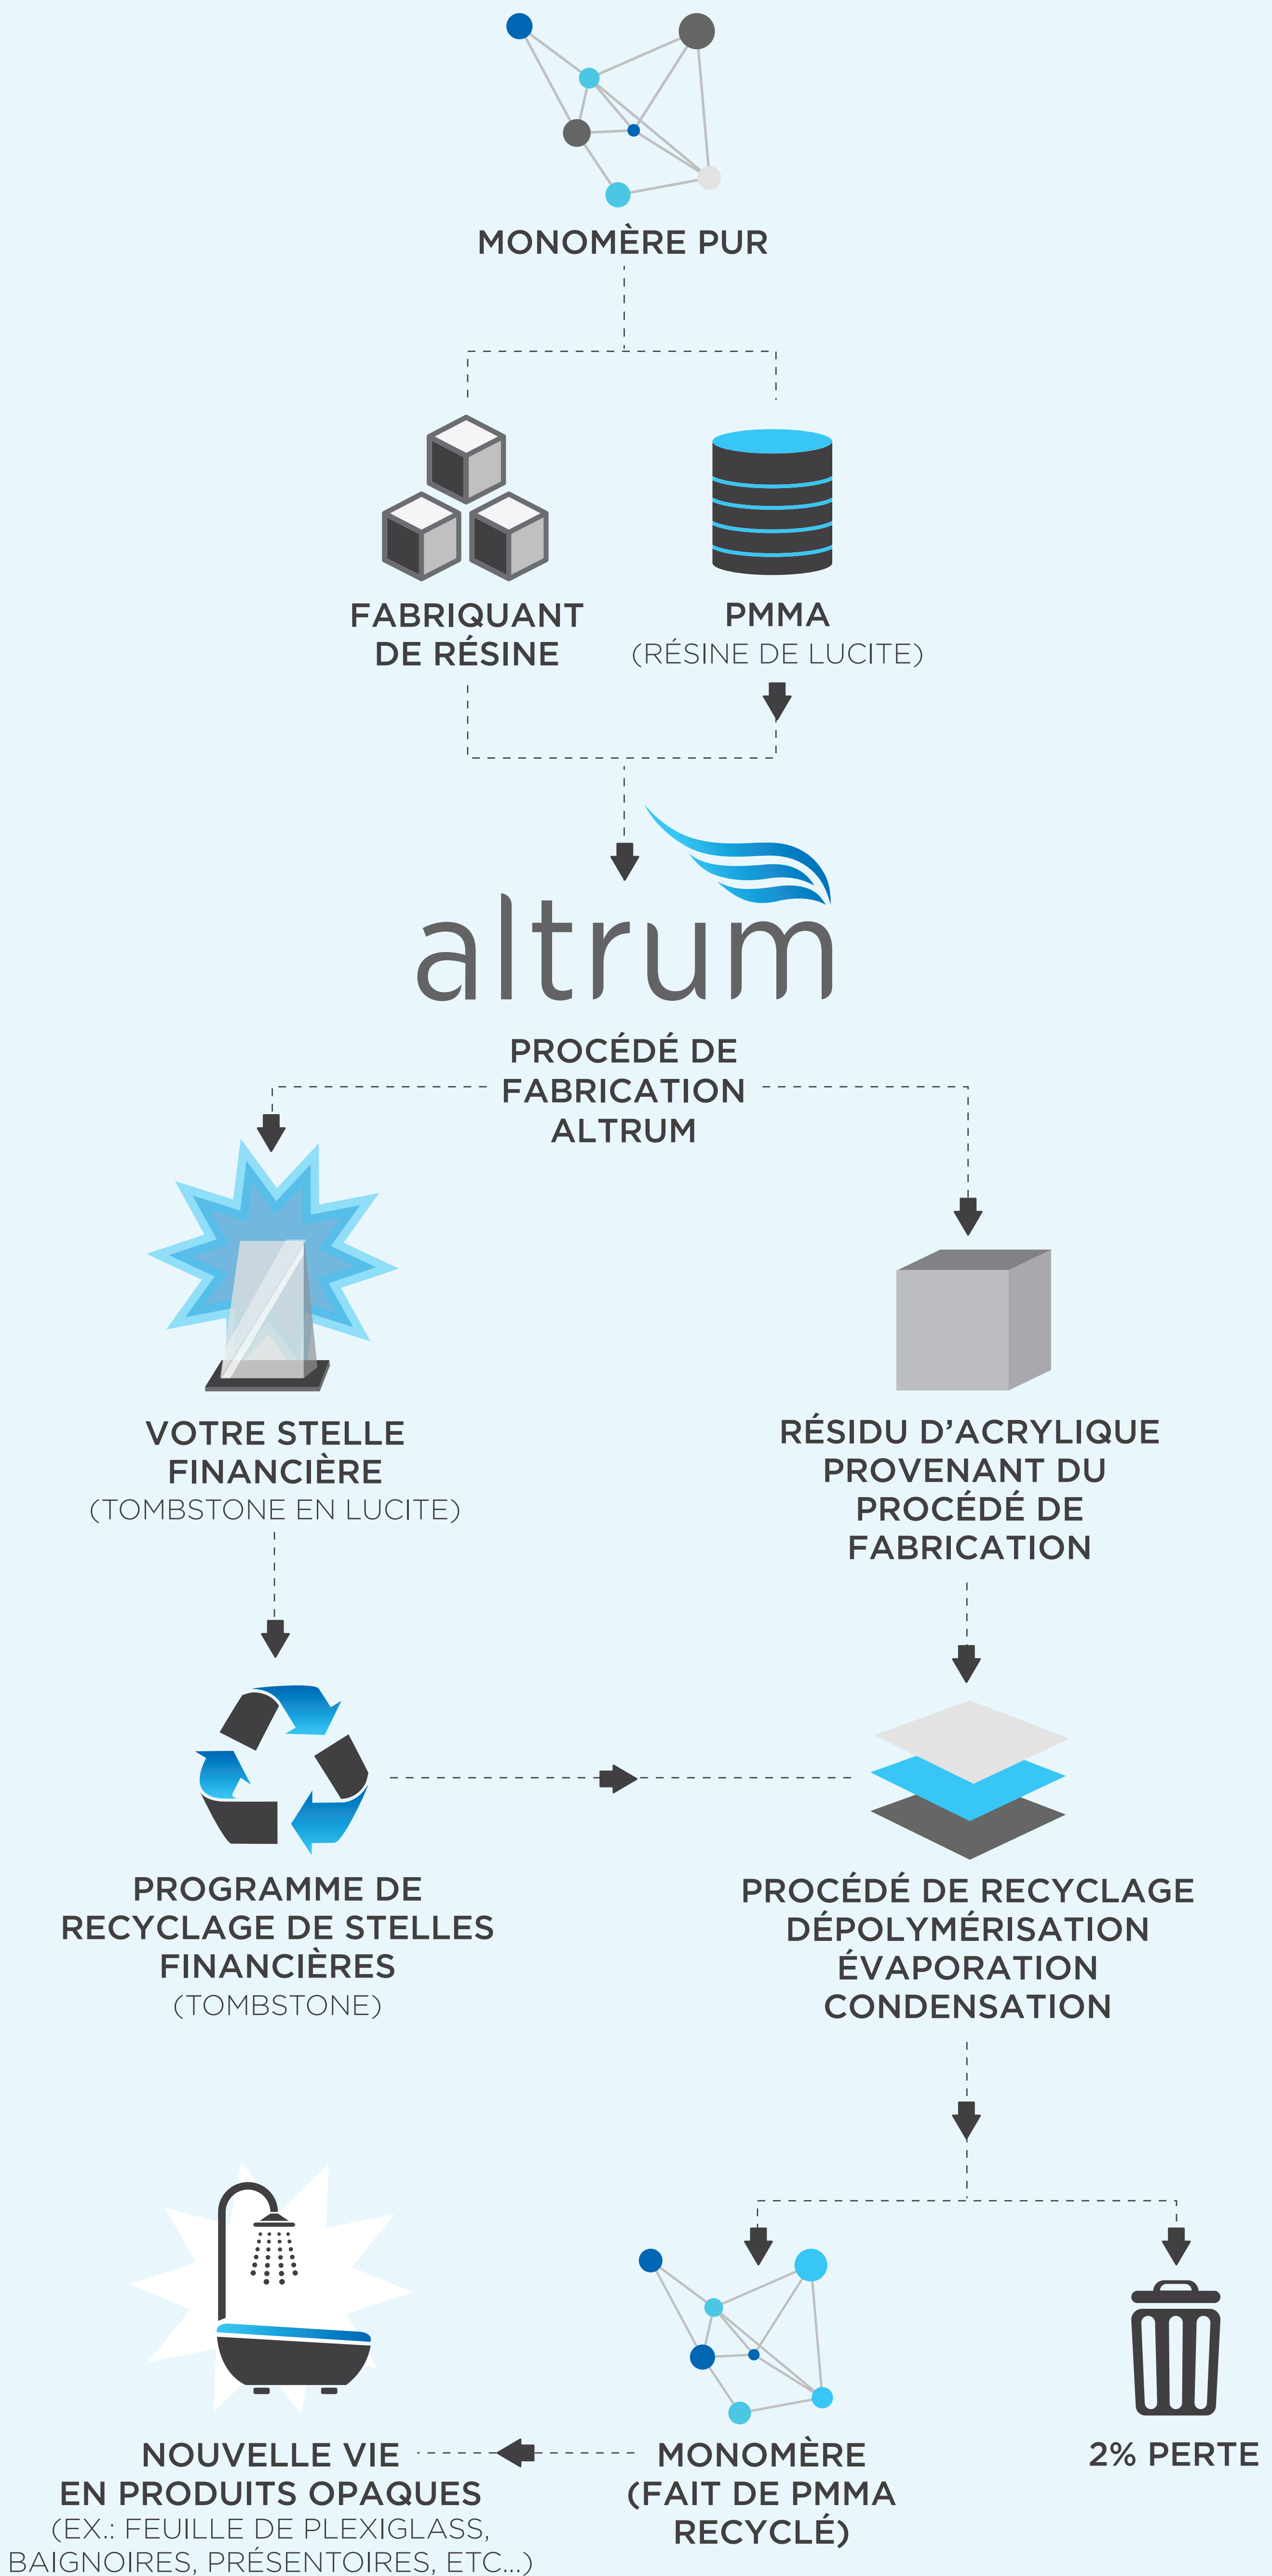 MONOMÈRE PUR
FABRIQUANT
DE RÉSINE
PMMA
(RÉSINE DE LUCITE)
altrum
PROCÉDÉ DE
FABRICATION
ALTRUM
VOTRE STELLE
FINANCIÈRE
(TOMBSTONE EN LUCITE)
RÉSIDU D'ACRYLIQUE
PROVENANT DU
PROCÉDÉ DE
FABRICATION
PROGRAMME DE
RECYCLAGE DE STELLES
FINANCIÈRES
(TOMBSTONE)
PROCÉDÉ DE RECYCLAGE
DÉPOLYMÉRISATION
ÉVAPORATION
CONDENSATION
NOUVELLE VIE
EN PRODUITS OPAQUES
(EX.: FEUILLE DE PLEXIGLASS,
BAIGNOIRES, PRÉSENTOIRES, ETC...)
MONOMÈRE
(FAIT DE PMMA
RECYCLÉ)
2% PERTE